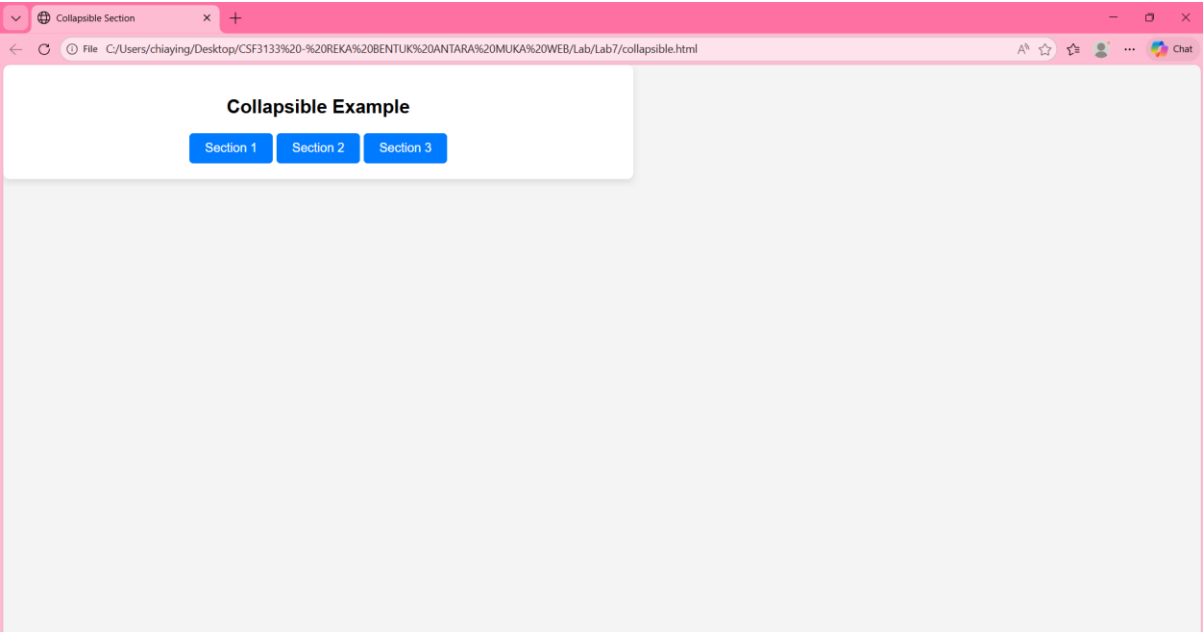 Collapsible Section
File C:/Users/chiaying/Desktop/CSF3133%20-%20REKA%20BENTUK%20ANTARA%20MUKA%20WEB/Lab/Lab7/collapsible.html
Chat
Collapsible Example
Section 1 Section 2 Section 3